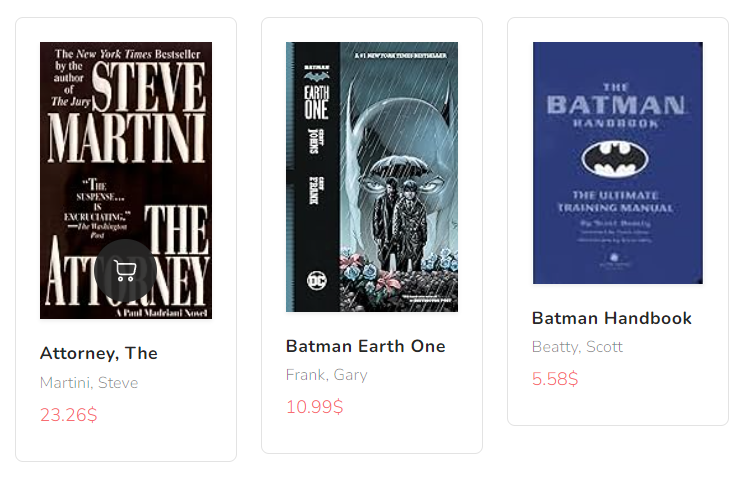 The New York Times Bestseller
by the
author
of
The Jury
STEVE
MARTINI
"THE
SUSPENSE...
IS
EXCRUCIATING."
—The Washington
Post
THE
ATTORNEY
A Paul Madriani Novel
Attorney, The
Martini, Steve
23.26$
A #1 NEW YORK TIMES BESTSELLER
BATMAN
EARTH
ONE
GEOFF
JOHNS
GARY
FRANK
DC
Batman Earth One
Frank, Gary
10.99$
THE
BATMAN
HANDBOOK
THE ULTIMATE
TRAINING MANUAL
By Scott Beatty
Batman Handbook
Beatty, Scott
5.58$